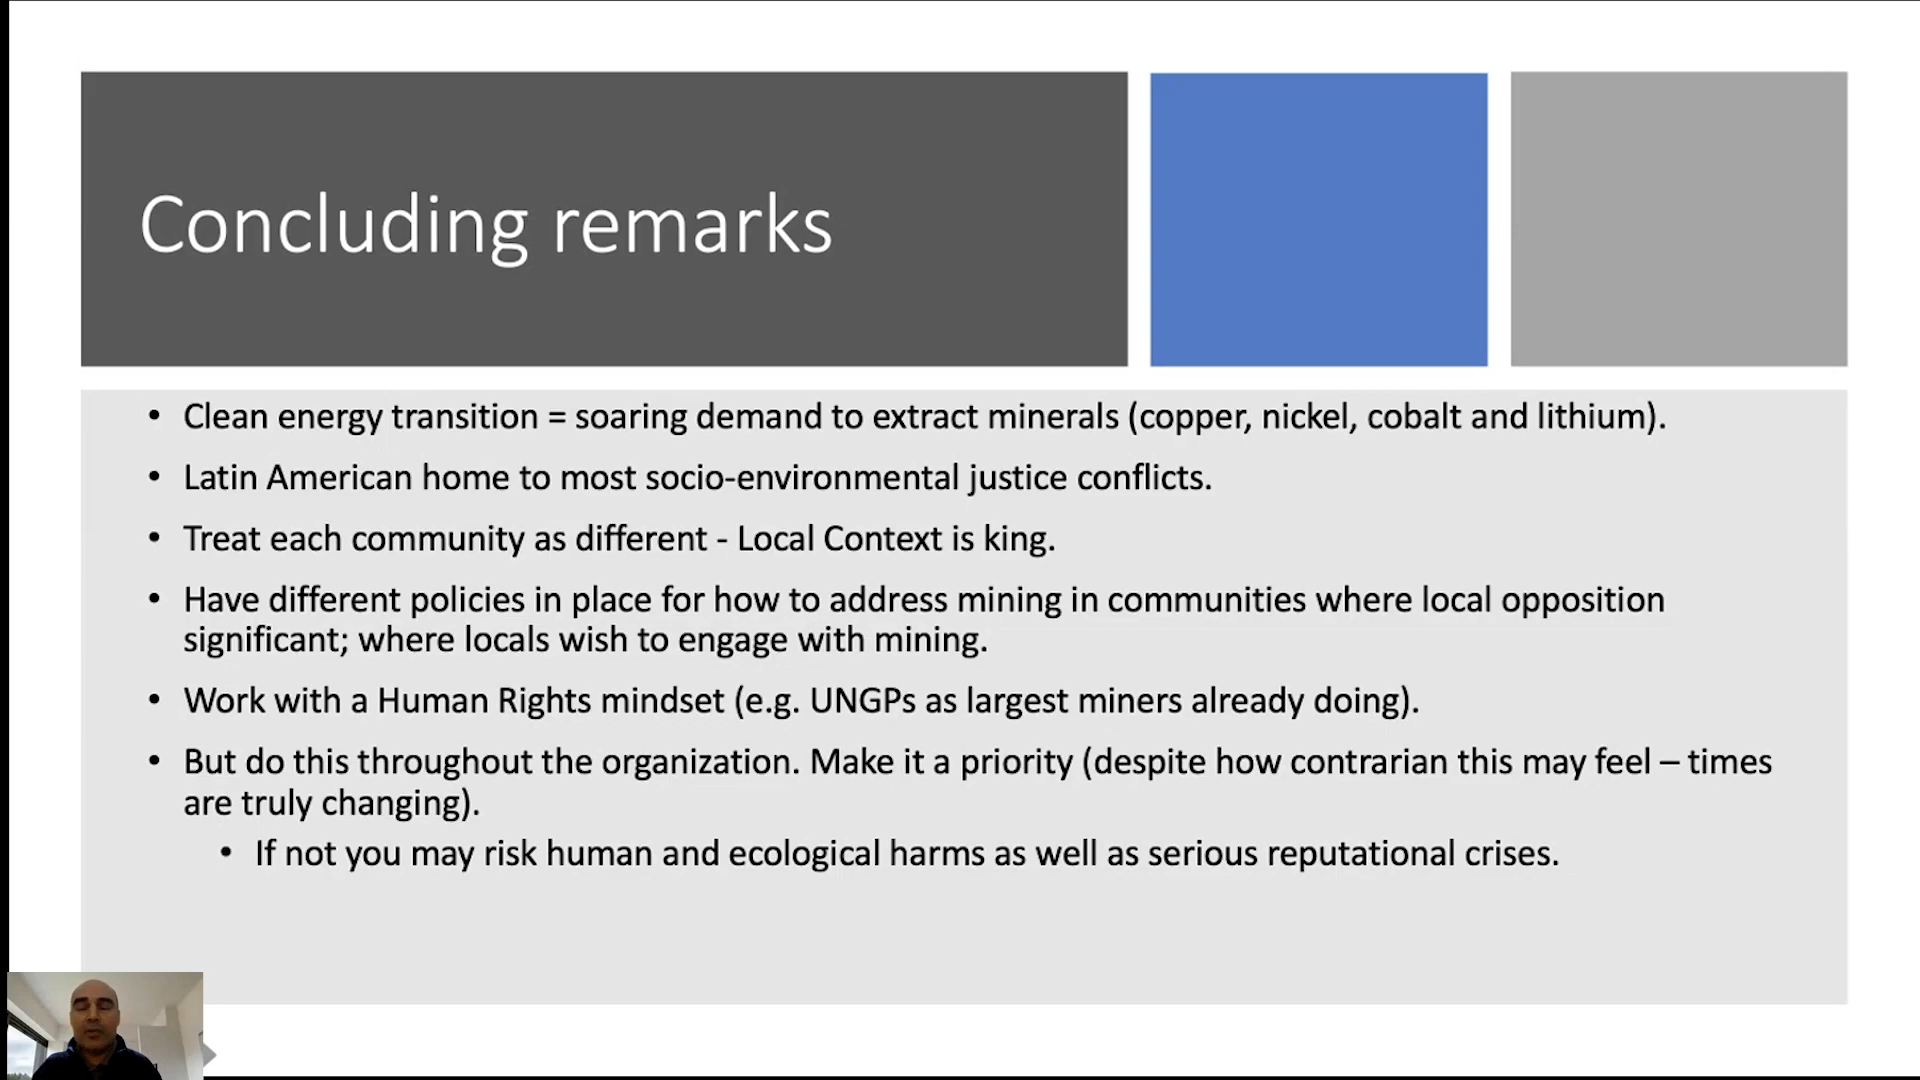 Concluding remarks
• Clean energy transition = soaring demand to extract minerals (copper, nickel, cobalt and lithium).
• Latin American home to most socio-environmental justice conflicts.
• Treat each community as different - Local Context is king.
• Have different policies in place for how to address mining in communities where local opposition
significant; where locals wish to engage with mining.
• Work with a Human Rights mindset (e.g. UNGPs as largest miners already doing).
• But do this throughout the organization. Make it a priority (despite how contrarian this may feel – times
are truly changing).
• If not you may risk human and ecological harms as well as serious reputational crises.